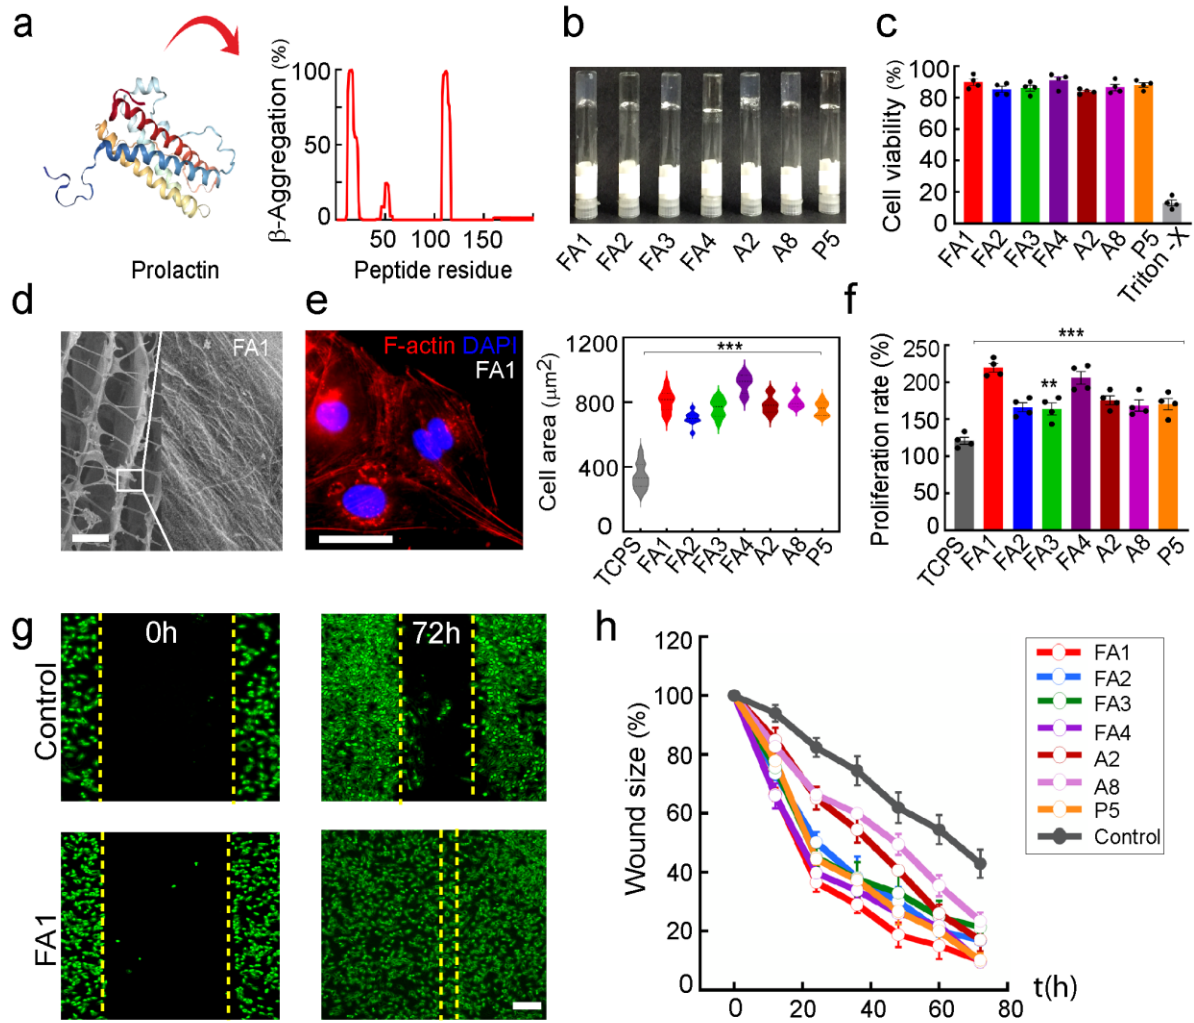 a
Prolactin
β-Aggregation (%)
100
50
0
50 100 150
Peptide residue
b
FA1 FA2 FA3 FA4 A2 A8 P5
c
Cell viability (%)
100
80
60
40
20
0
FA1 FA2 FA3 FA4 A2 A8 P5 Triton -X
d
FA1
e
F-actin DAPI
FA1
Cell area (μm²)
1200
800
400
0
***
TCPS FA1 FA2 FA3 FA4 A2 A8 P5
f
Proliferation rate (%)
250
200
150
100
50
0
***
**
TCPS FA1 FA2 FA3 FA4 A2 A8 P5
g
0h 72h
Control
FA1
h
Wound size (%)
120
100
80
60
40
20
0
0 20 40 60 80
t(h)
FA1
FA2
FA3
FA4
A2
A8
P5
Control